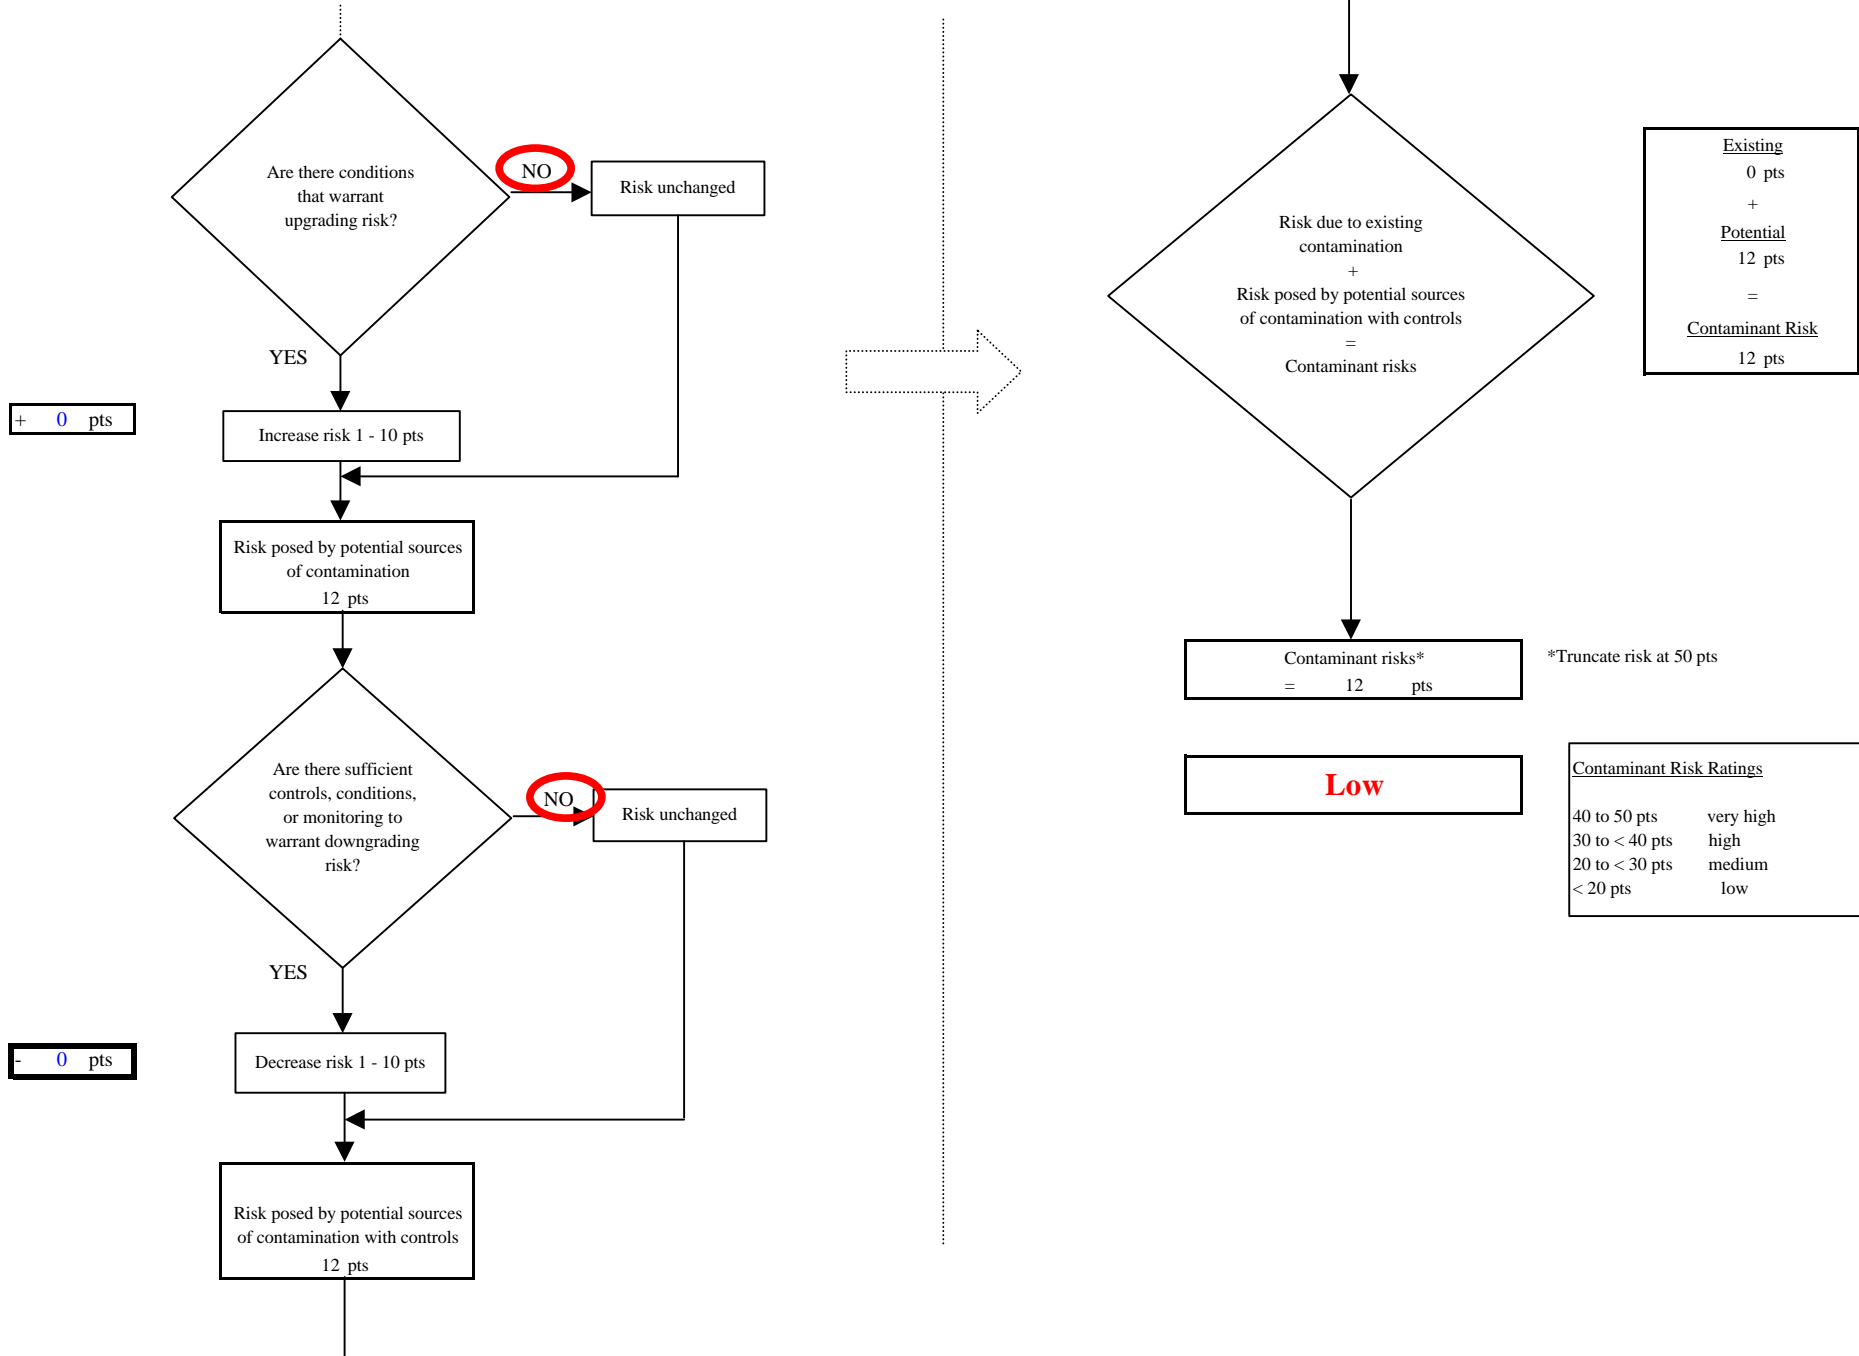 Are there conditions
that warrant
upgrading risk?
NO
Risk unchanged
YES
+ 0 pts
Increase risk 1 - 10 pts
Risk posed by potential sources
of contamination
12 pts
Are there sufficient
controls, conditions,
or monitoring to
warrant downgrading
risk?
NO
Risk unchanged
YES
- 0 pts
Decrease risk 1 - 10 pts
Risk posed by potential sources
of contamination with controls
12 pts
Risk due to existing
contamination
+
Risk posed by potential sources
of contamination with controls
=
Contaminant risks
Existing
0 pts
+
Potential
12 pts
=
Contaminant Risk
12 pts
Contaminant risks*
= 12 pts
*Truncate risk at 50 pts
Low
Contaminant Risk Ratings
40 to 50 pts very high
30 to < 40 pts high
20 to < 30 pts medium
< 20 pts low